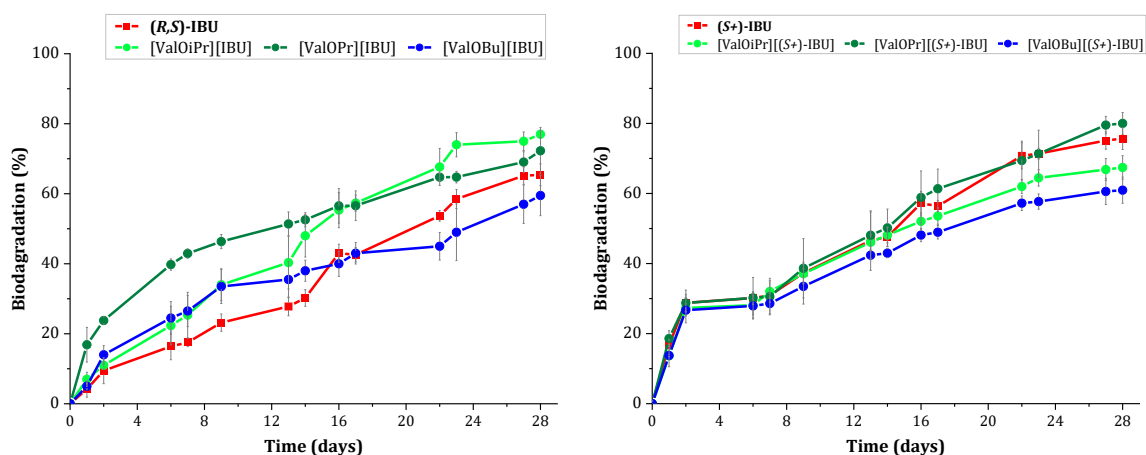 (R,S)-IBU
[ValOiPr][IBU] [ValOPr][IBU] [ValOBu][IBU]
100
80
60
40
20
0
Biodagradation (%)
0 4 8 12 16 20 24 28
Time (days)
(S+)-IBU
[ValOiPr][(S+)-IBU] [ValOPr][(S+)-IBU] [ValOBu][(S+)-IBU]
100
80
60
40
20
0
Biodagradation (%)
0 4 8 12 16 20 24 28
Time (days)